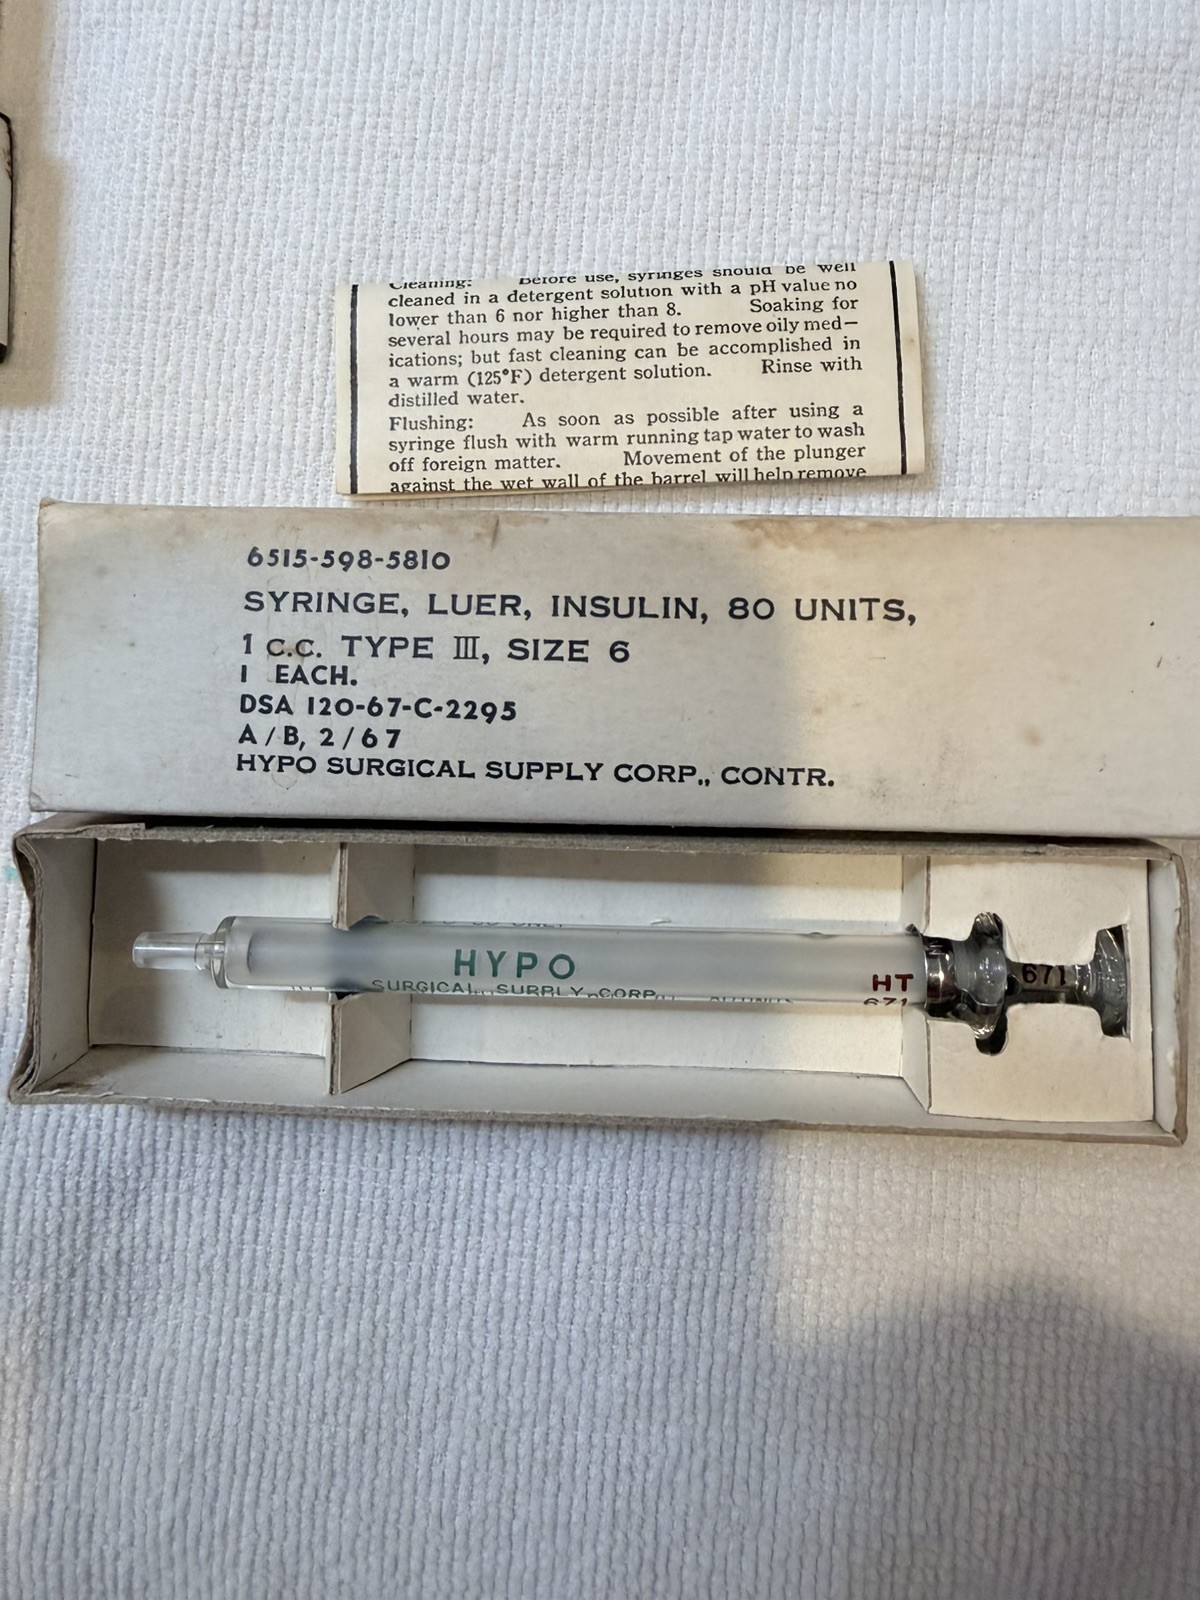 Cleaning: Before use, syringes should be well
cleaned in a detergent solution with a pH value no
lower than 6 nor higher than 8. Soaking for
several hours may be required to remove oily med—
ications; but fast cleaning can be accomplished in
a warm (125°F) detergent solution. Rinse with
distilled water.
Flushing: As soon as possible after using a
syringe flush with warm running tap water to wash
off foreign matter. Movement of the plunger
against the wet wall of the barrel will help remove
6515-598-5810
SYRINGE, LUER, INSULIN, 80 UNITS,
1 C.C. TYPE III, SIZE 6
1 EACH.
DSA 120-67-C-2295
A/B, 2/67
HYPO SURGICAL SUPPLY CORP., CONTR.
HYPO
SURGICAL SUPPLY CORP.
HT
671
671